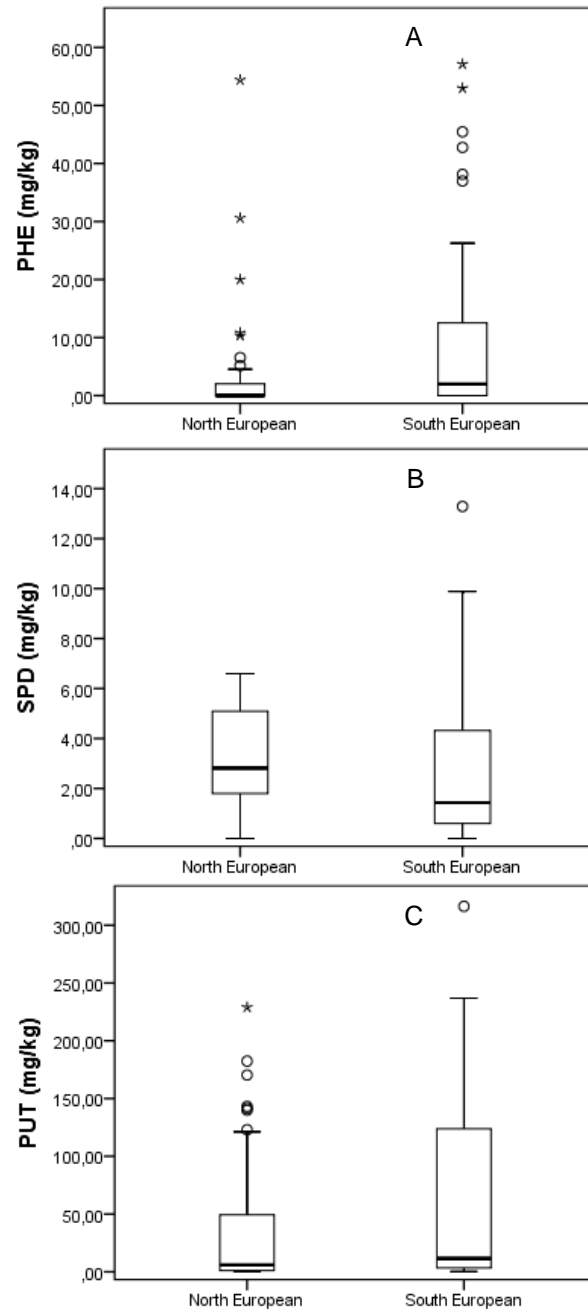 A
60,00
50,00
40,00
30,00
20,00
10,00
,00
PHE (mg/kg)
North European South European
B
14,00
12,00
10,00
8,00
6,00
4,00
2,00
,00
SPD (mg/kg)
North European South European
C
300,00
250,00
200,00
150,00
100,00
50,00
,00
PUT (mg/kg)
North European South European